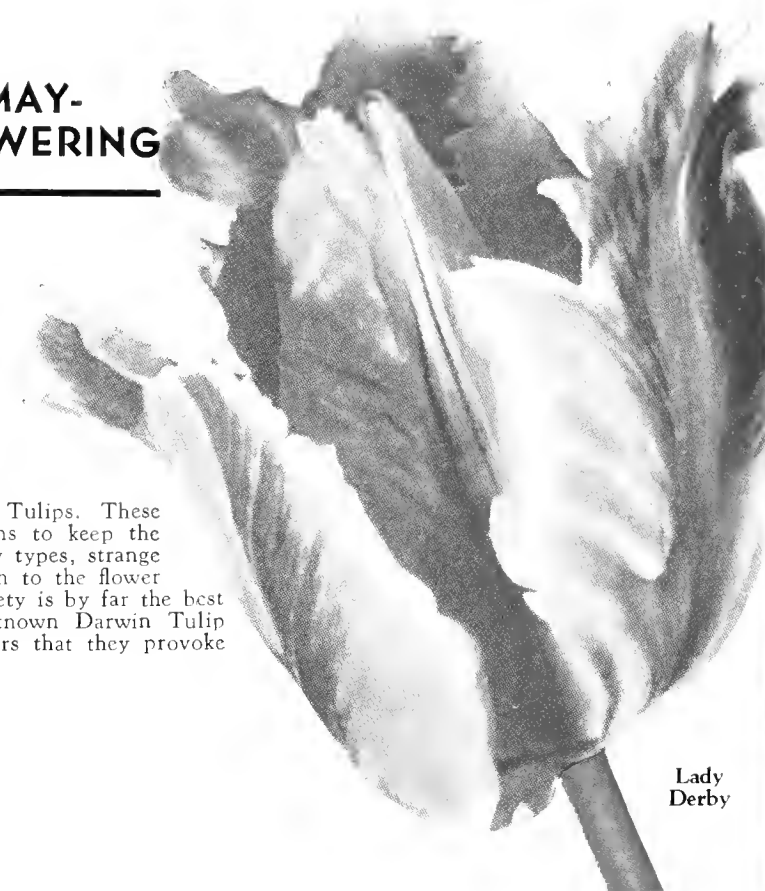 MAY-
WERING
Tulips. These
ns to keep the
types, strange
n to the flower
ety is by far the best
nown Darwin Tulip
rs that they provoke
Lady
Derby